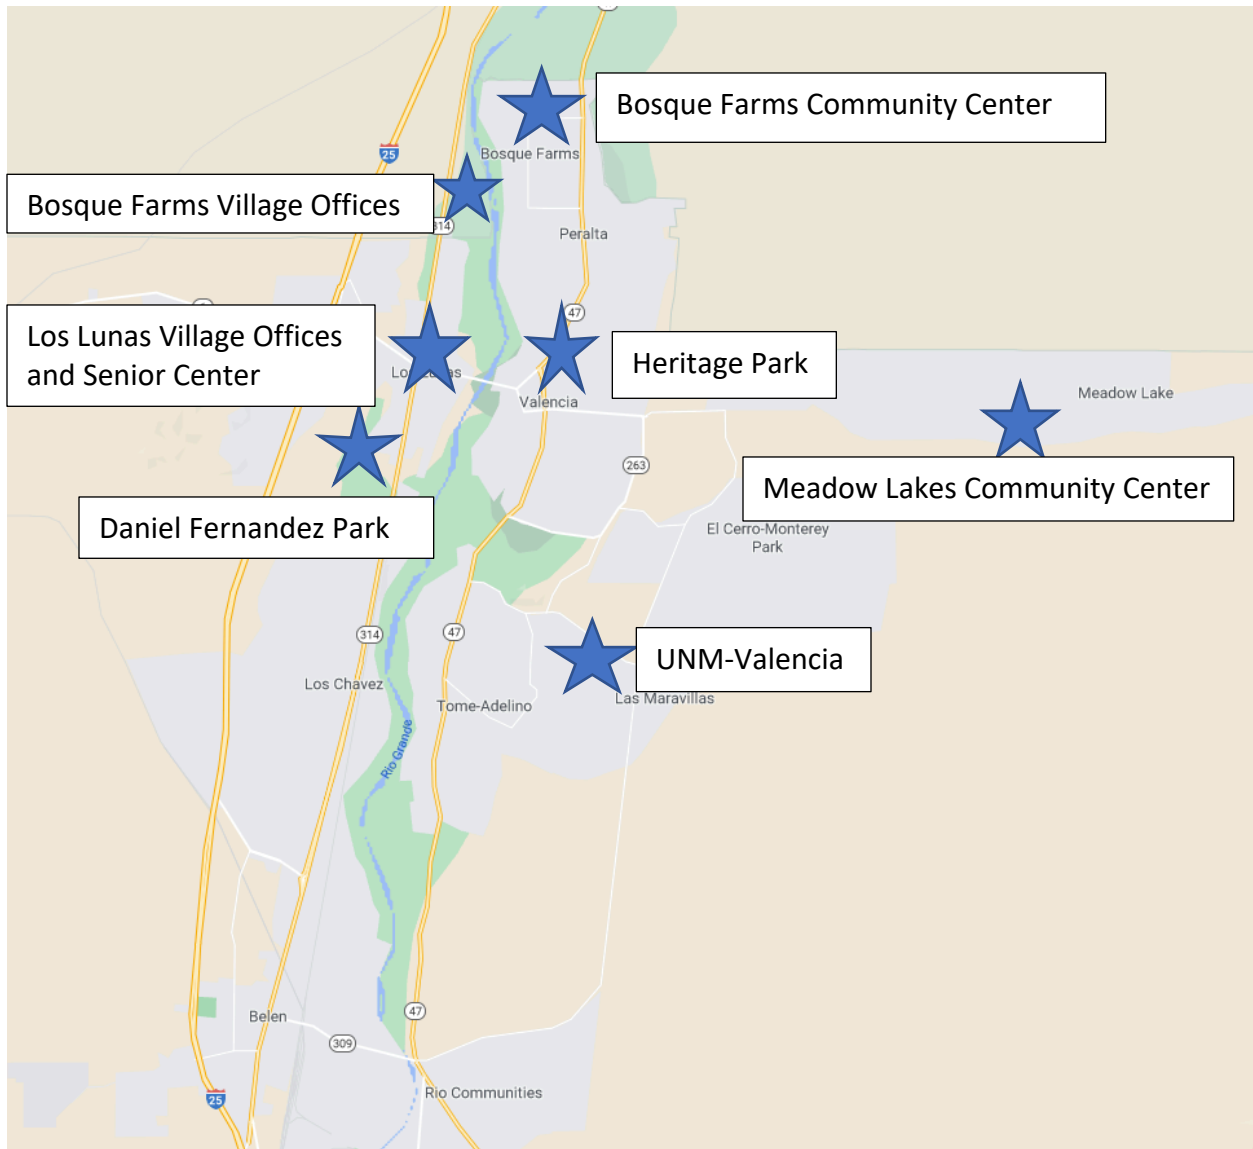 Bosque Farms Community Center
25
Bosque Farms
Bosque Farms Village Offices
314
Peralta
47
Los Lunas Village Offices
and Senior Center
Heritage Park
Meadow Lake
Valencia
263
Meadow Lakes Community Center
Daniel Fernandez Park
El Cerro-Monterey
Park
314
47
UNM-Valencia
Los Chavez
Las Maravillas
Tome-Adelino
Rio Grande
Belen
47
309
25
Rio Communities